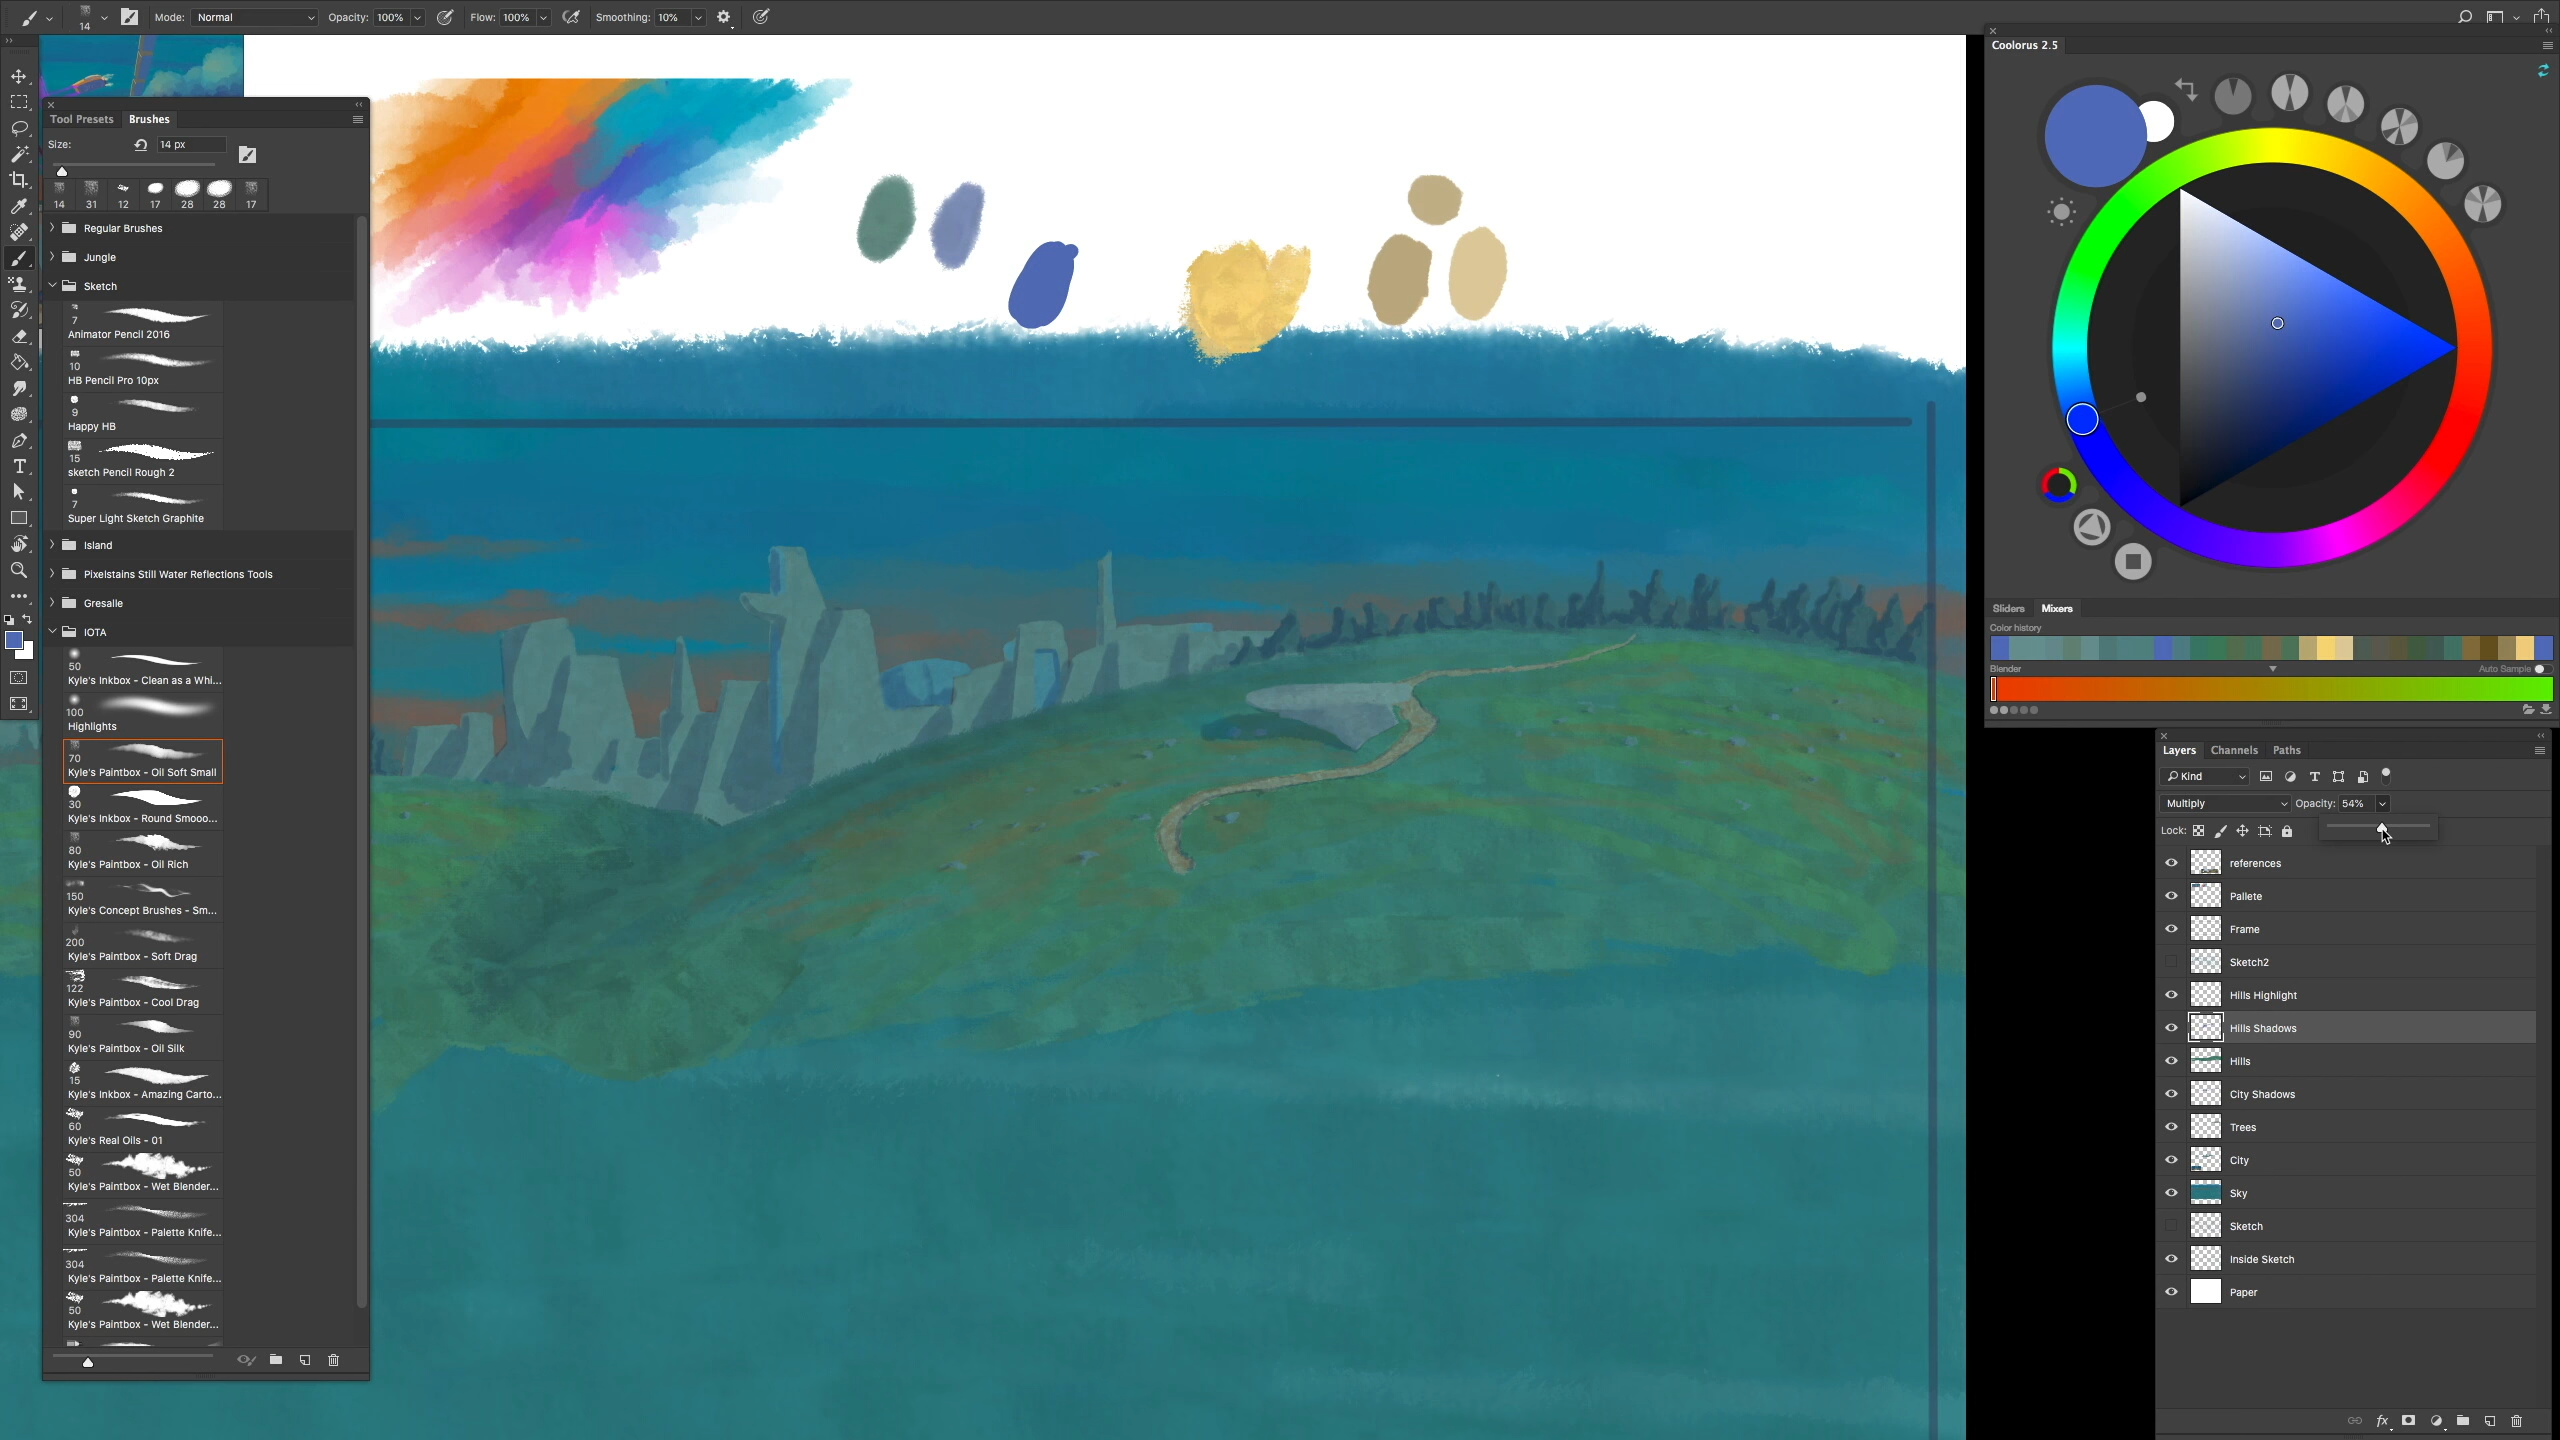 14
Mode: Normal
Opacity: 100%
Flow: 100%
Smoothing: 10%
Tool Presets
Brushes
Size:
14 px
14 31 12 17 28 28 17
Regular Brushes
Jungle
Sketch
7
Animator Pencil 2016
10
HB Pencil Pro 10px
9
Happy HB
15
sketch Pencil Rough 2
7
Super Light Sketch Graphite
Island
Pixelstains Still Water Reflections Tools
Gresalle
IOTA
50
Kyle's Inkbox - Clean as a Whi...
100
Highlights
70
Kyle's Paintbox - Oil Soft Small
30
Kyle's Inkbox - Round Smooo...
80
Kyle's Paintbox - Oil Rich
150
Kyle's Concept Brushes - Sm...
200
Kyle's Paintbox - Soft Drag
122
Kyle's Paintbox - Cool Drag
90
Kyle's Paintbox - Oil Silk
15
Kyle's Inkbox - Amazing Carto...
60
Kyle's Real Oils - 01
50
Kyle's Paintbox - Wet Blender...
304
Kyle's Paintbox - Palette Knife...
304
Kyle's Paintbox - Palette Knife...
50
Kyle's Paintbox - Wet Blender...
Coolorus 2.5
Sliders
Mixers
Color history
Blender
Auto Sample
Layers
Channels
Paths
Kind
Multiply
Opacity: 54%
Lock:
references
Pallete
Frame
Sketch2
Hills Highlight
Hills Shadows
Hills
City Shadows
Trees
City
Sky
Sketch
Inside Sketch
Paper